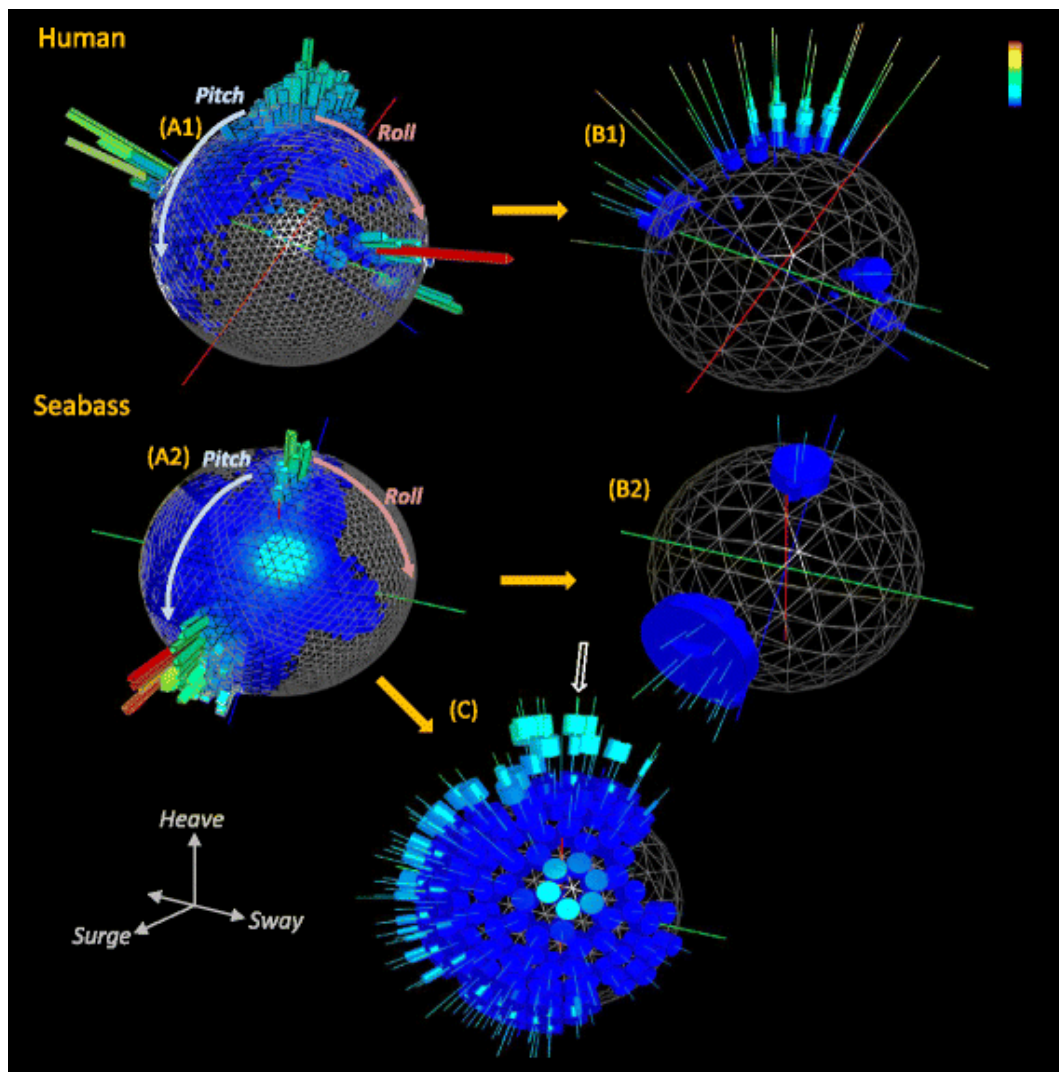 Human
Pitch
(A1)
Roll
(B1)
Seabass
(A2)
Pitch
Roll
(B2)
(C)
Heave
Surge
Sway